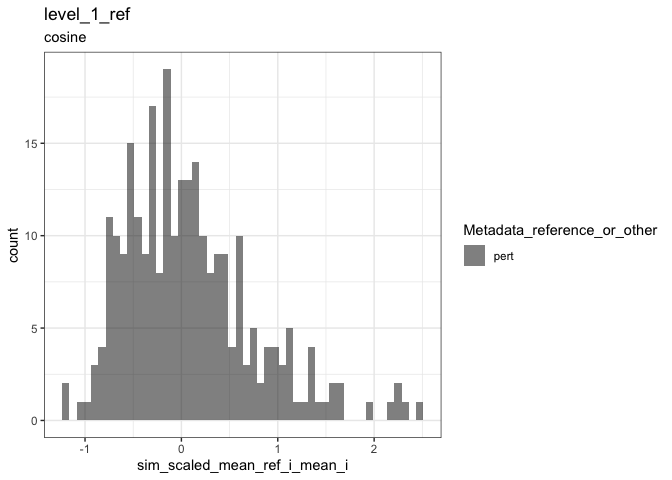 level_1_ref
cosine
15
10
5
0
count
-1
0
1
2
sim_scaled_mean_ref_i_mean_i
Metadata_reference_or_other
pert